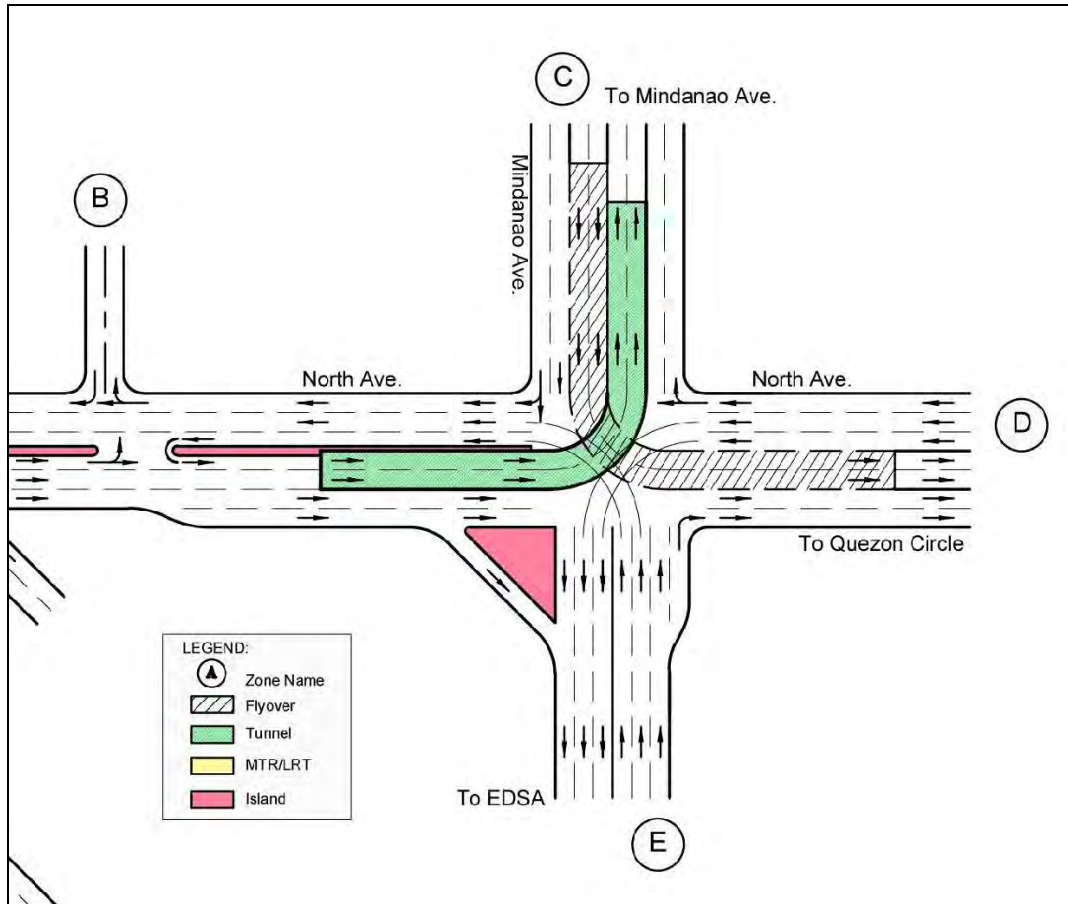 C
To Mindanao Ave.
Mindanao Ave.
B
North Ave.
North Ave.
D
To Quezon Circle
LEGEND:
A Zone Name
Flyover
Tunnel
MTR/LRT
Island
To EDSA
E